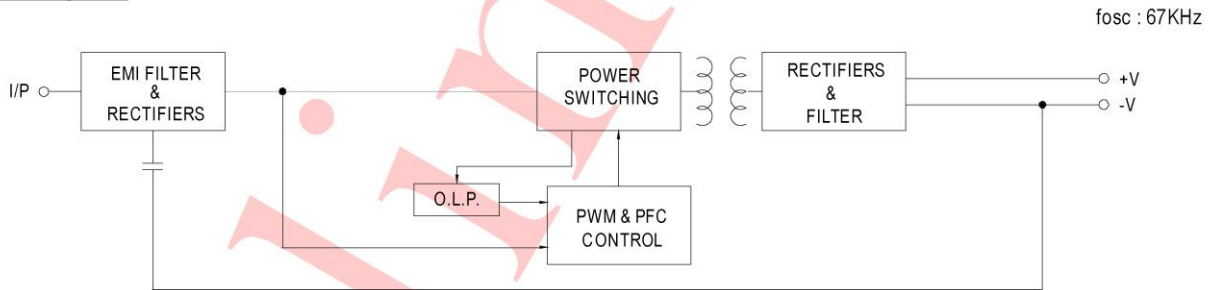 fosc : 67KHz
I/P
EMI FILTER
&
RECTIFIERS
POWER
SWITCHING
RECTIFIERS
&
FILTER
+V
-V
O.L.P.
PWM & PFC
CONTROL